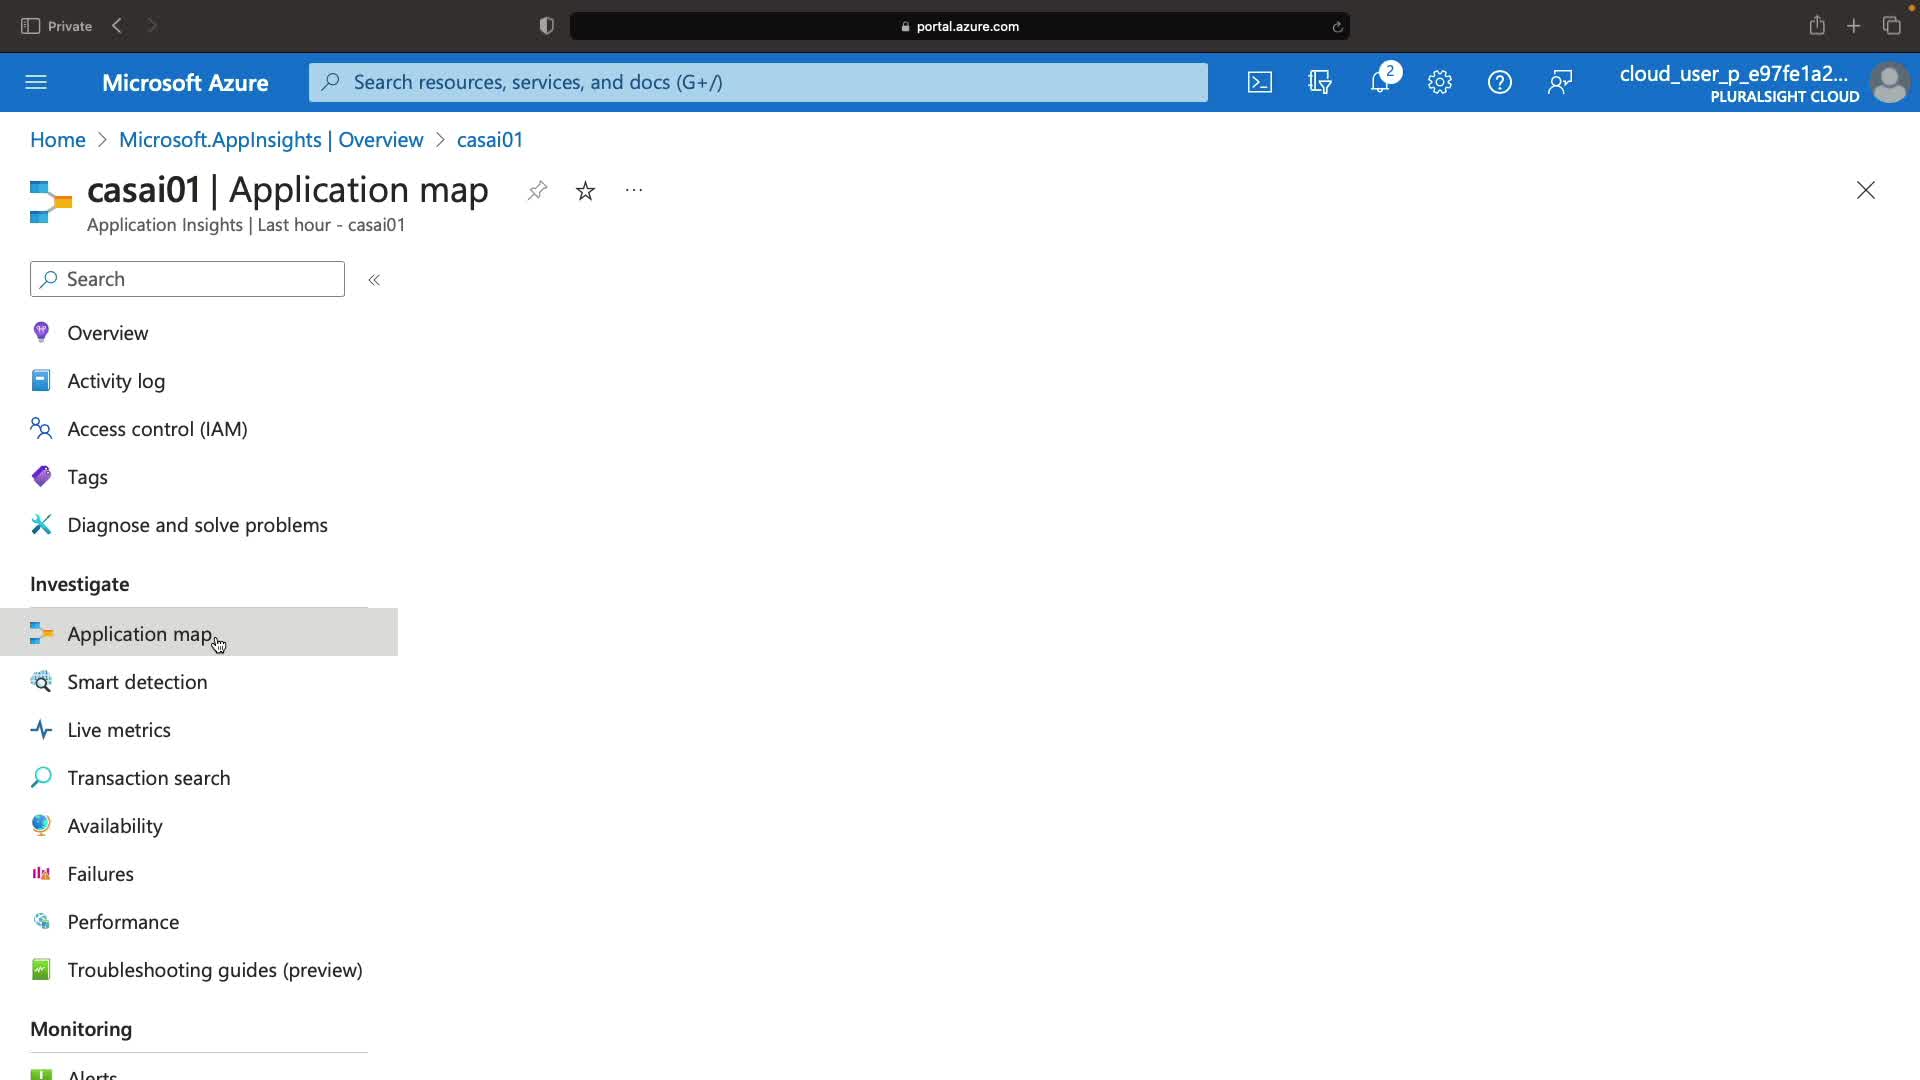 Private
portal.azure.com
Microsoft Azure
Search resources, services, and docs (G+/)
2
cloud_user_p_e97fe1a2...
PLURALSIGHT CLOUD
Home > Microsoft.AppInsights | Overview > casai01
casai01 | Application map
Application Insights | Last hour - casai01
Search
Overview
Activity log
Access control (IAM)
Tags
Diagnose and solve problems
Investigate
Application map
Smart detection
Live metrics
Transaction search
Availability
Failures
Performance
Troubleshooting guides (preview)
Monitoring
Alerts